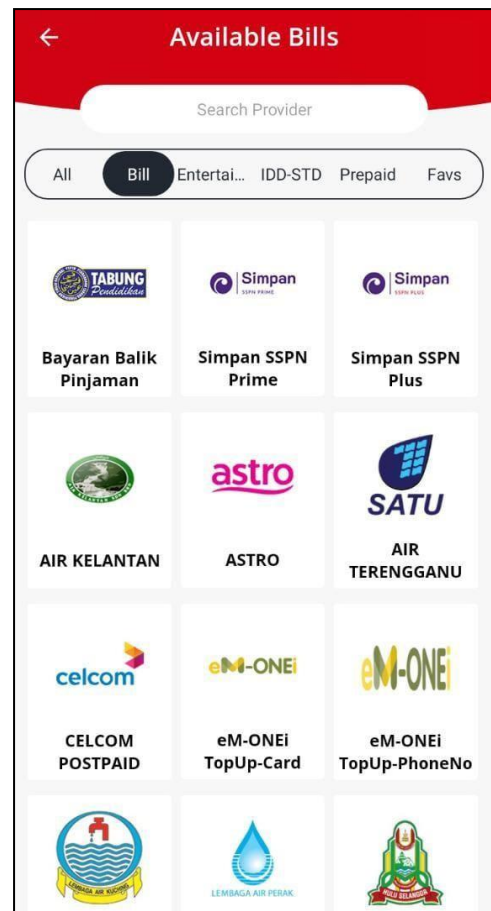 Available Bills
Search Provider
All Bill Entertai... IDD-STD Prepaid Favs
TABUNG
Pendidikan
Simpan
SSPN PRIME
Simpan
SSPN PLUS
Bayaran Balik
Pinjaman
Simpan SSPN
Prime
Simpan SSPN
Plus
astro
SATU
AIR KELANTAN
ASTRO
AIR
TERENGGANU
celcom
eM-ONEi
eM-ONEi
CELCOM
POSTPAID
eM-ONEi
TopUp-Card
eM-ONEi
TopUp-PhoneNo
LEMBAGA AIR KUCHING
LEMBAGA AIR PERAK
HULU SELANGOR